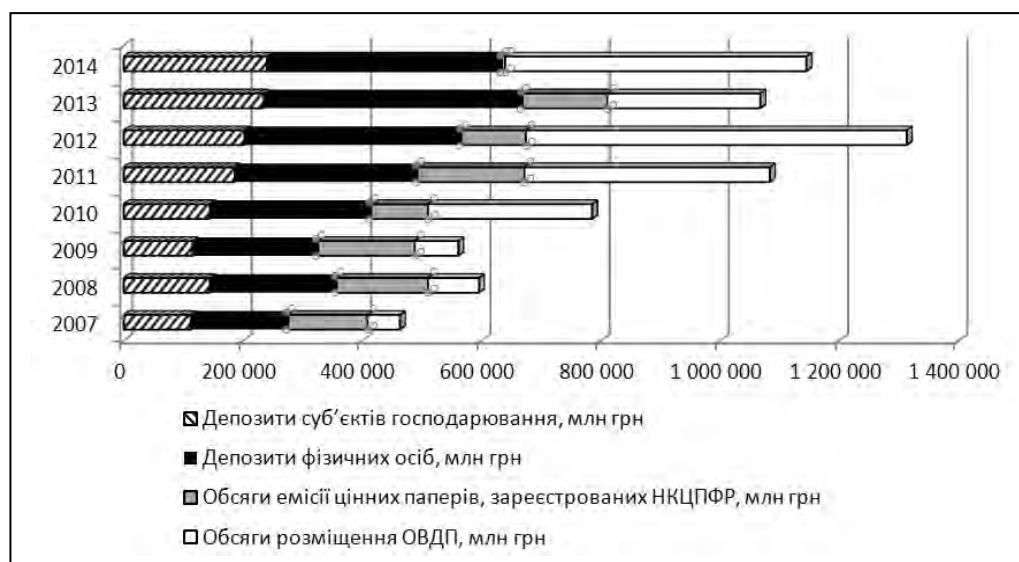 2014
2013
2012
2011
2010
2009
2008
2007
0 200 000 400 000 600 000 800 000 1 000 000 1 200 000 1 400 000
Депозити суб’єктів господарювання, млн грн
Депозити фізичних осіб, млн грн
Обсяги емісії цінних паперів, зареєстрованих НКЦПФР, млн грн
Обсяги розміщення ОВДП, млн грн